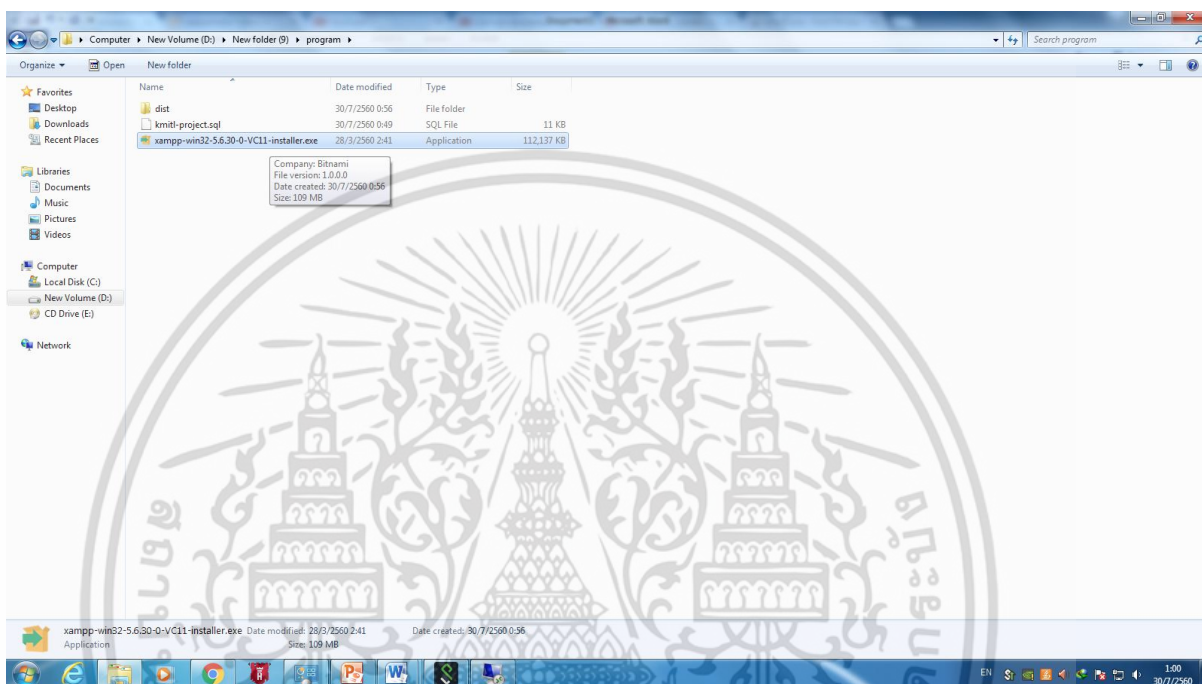 Computer ▸ New Volume (D:) ▸ New folder (9) ▸ program ▸
Search program
Organize ▾ Open New folder
Name Date modified Type Size
dist 30/7/2560 0:56 File folder
kmitl-project.sql 30/7/2560 0:49 SQL File 11 KB
xampp-win32-5.6.30-0-VC11-installer.exe 28/3/2560 2:41 Application 112,137 KB
Company: Bitnami
File version: 1.0.0.0
Date created: 30/7/2560 0:56
Size: 109 MB
Favorites
Desktop
Downloads
Recent Places
Libraries
Documents
Music
Pictures
Videos
Computer
Local Disk (C:)
New Volume (D:)
CD Drive (E:)
Network
xampp-win32-5.6.30-0-VC11-installer.exe Date modified: 28/3/2560 2:41 Date created: 30/7/2560 0:56
Application Size: 109 MB
EN 1:00
30/7/2560